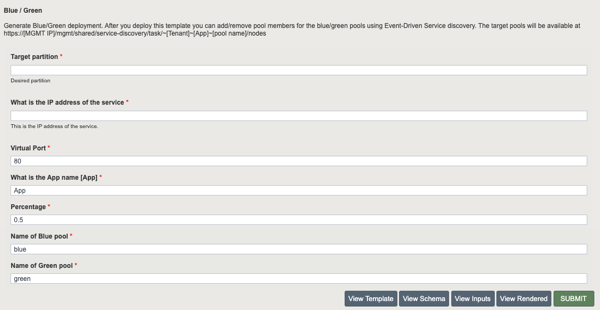 Blue / Green
Generate Blue/Green deployment. After you deploy this template you can add/remove pool members for the blue/green pools using Event-Driven Service discovery. The target pools will be available at
https://[MGMT IP]/mgmt/shared/service-discovery/task/~[Tenant]~[App]~[pool name]/nodes
Target partition *
Desired partition
What is the IP address of the service *
This is the IP address of the service.
Virtual Port *
80
What is the App name [App] *
App
Percentage *
0.5
Name of Blue pool *
blue
Name of Green pool *
green
View Template View Schema View Inputs View Rendered SUBMIT